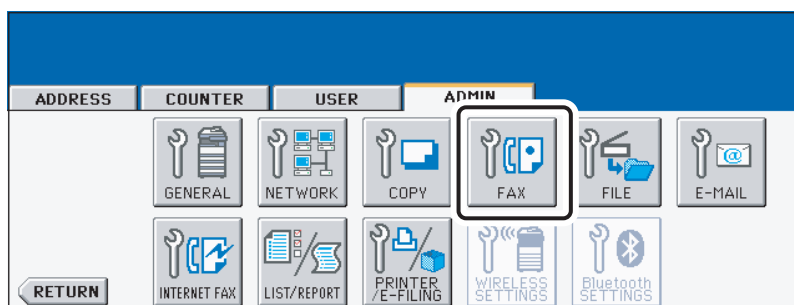 ADDRESS COUNTER USER ADMIN
GENERAL NETWORK COPY FAX FILE E-MAIL
INTERNET FAX LIST/REPORT PRINTER
/E-FILING WIRELESS
SETTINGS Bluetooth
SETTINGS
RETURN